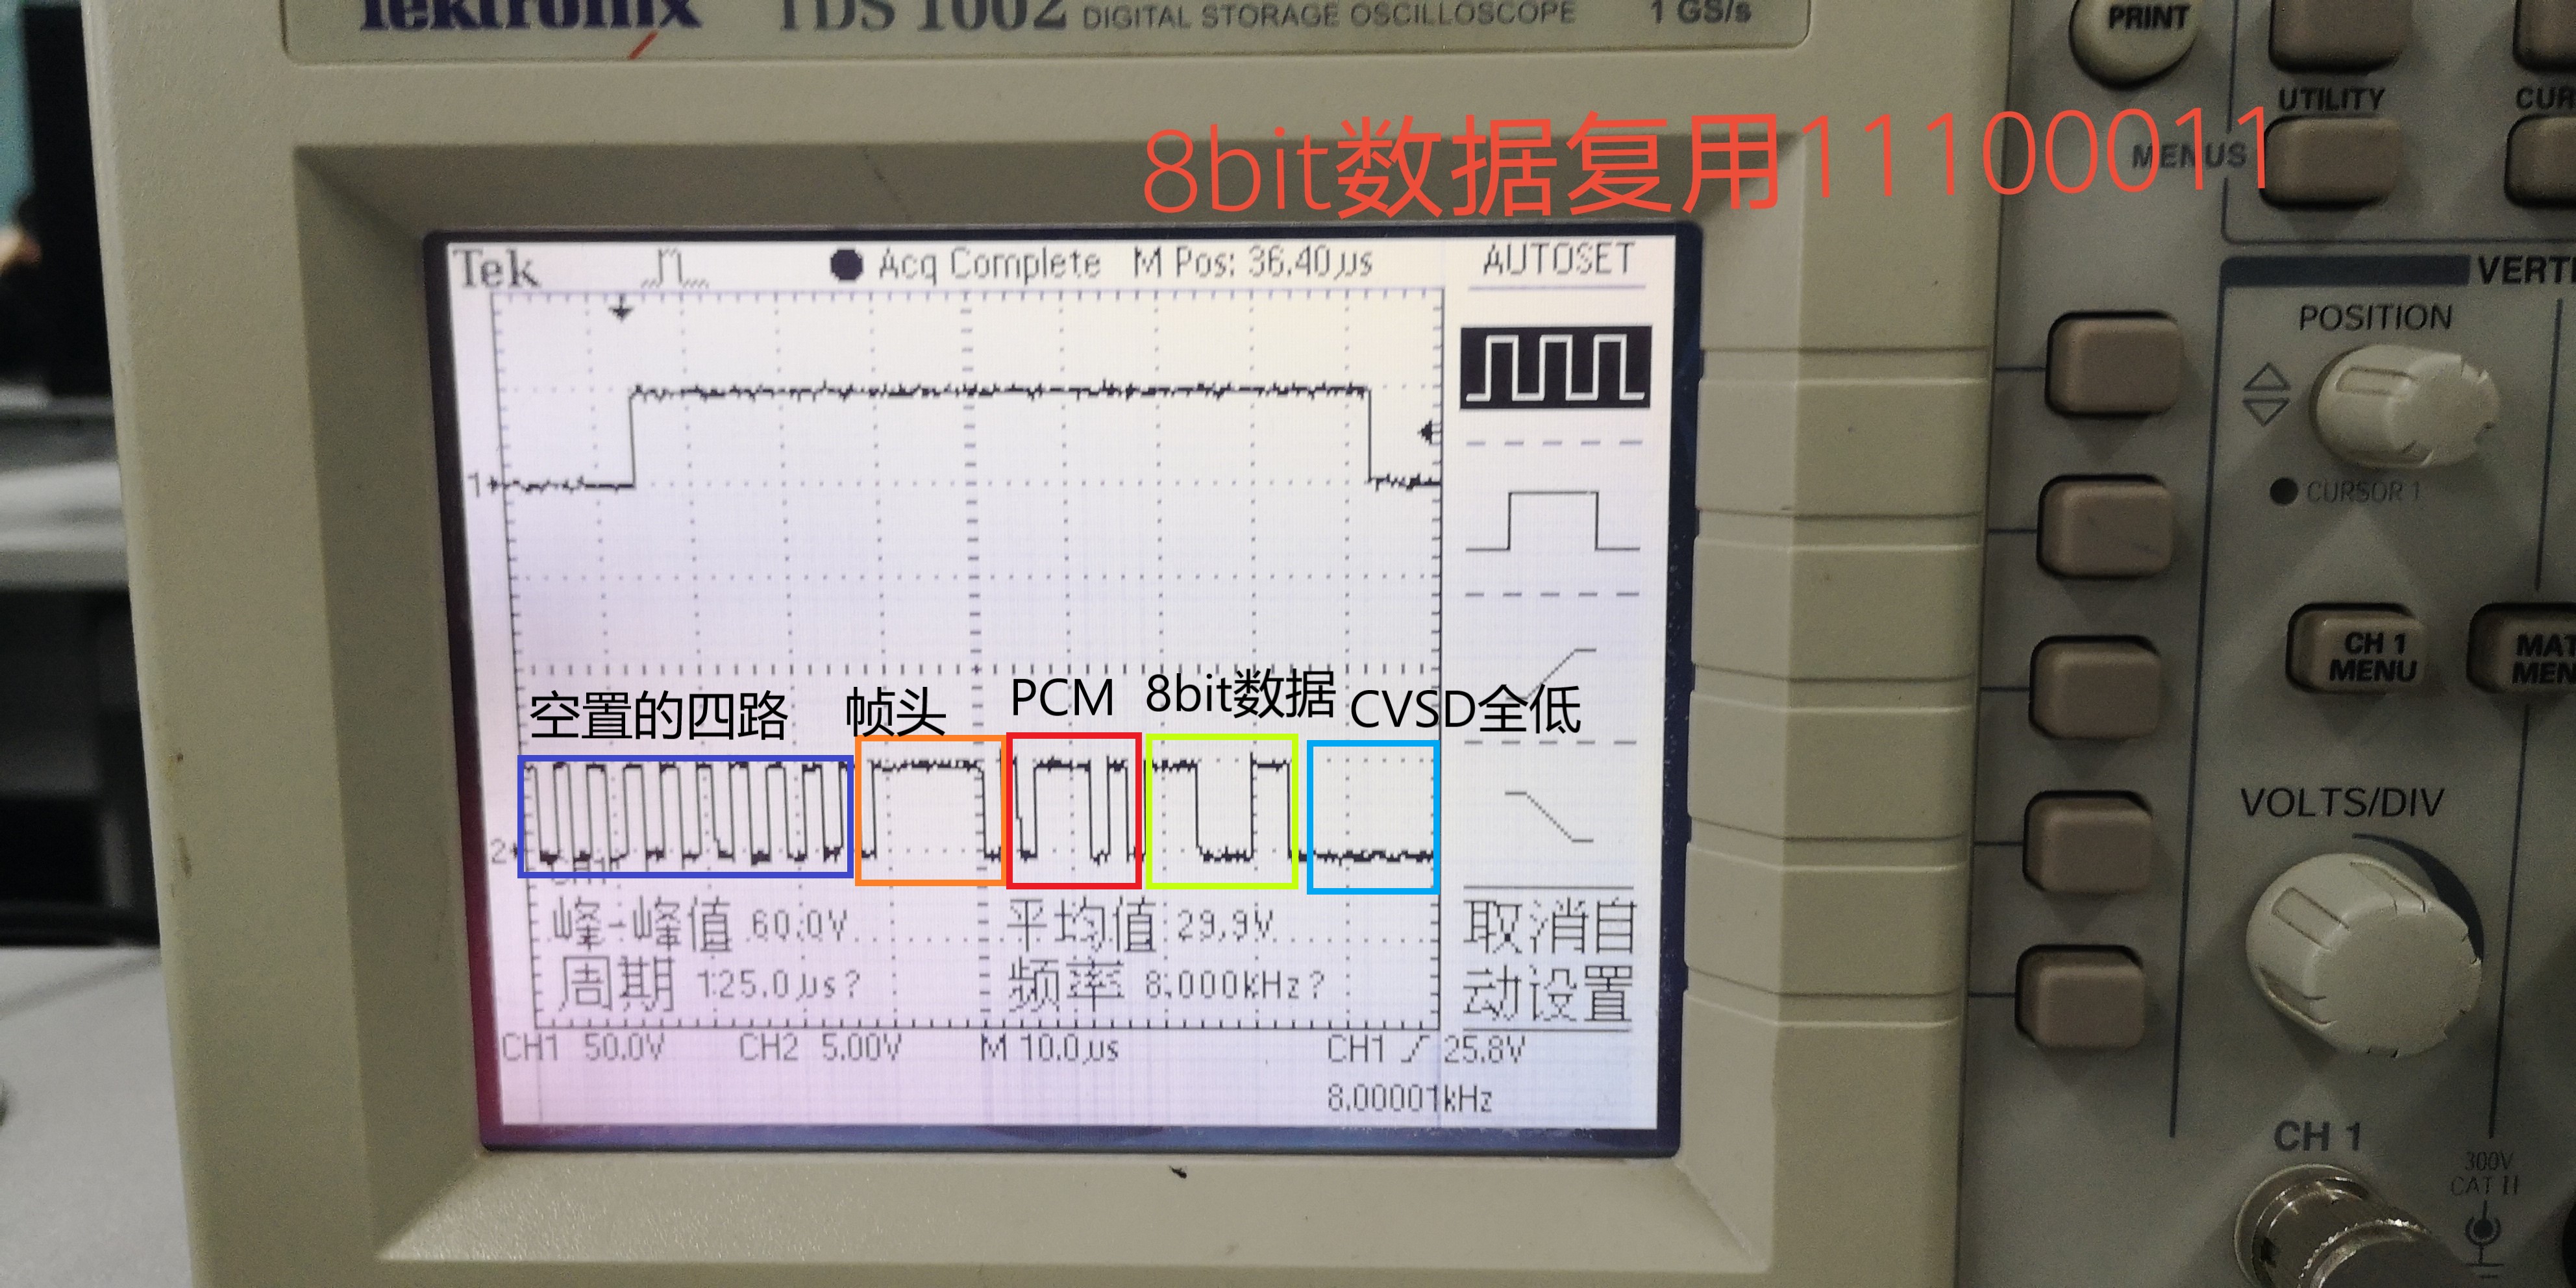 Tektronix TDS 1002 DIGITAL STORAGE OSCILLOSCOPE 1 GS/s
PRINT
UTILITY
MENUS
8bit数据复用11100011
Tek Acq Complete M Pos: 36.40µs AUTOSET
POSITION
CURSOR 1
1
CH 1 MENU
空置的四路 帧头 PCM 8bit数据 CVSD全低
VOLTS/DIV
2
峰-峰值 60.0V 平均值 29.9V
周期 125.0µs? 频率 8.000kHz?
取消自
动设置
CH1 50.0V CH2 5.00V M 10.0µs CH1 25.8V
8.00001kHz
CH 1
300V
CAT II